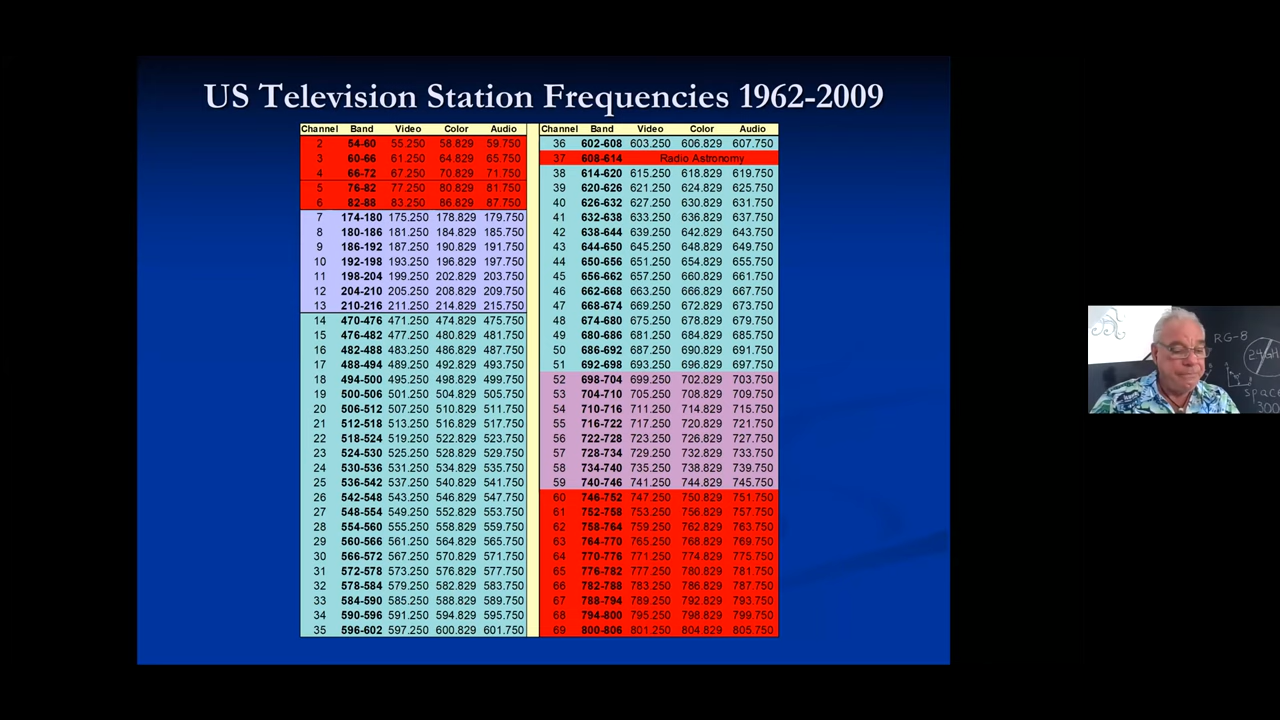 US Television Station Frequencies 1962-2009
Channel Band Video Color Audio
2 54-60 55.250 58.829 59.750
3 60-66 61.250 64.829 65.750
4 66-72 67.250 70.829 71.750
5 76-82 77.250 80.829 81.750
6 82-88 83.250 86.829 87.750
7 174-180 175.250 178.829 179.750
8 180-186 181.250 184.829 185.750
9 186-192 187.250 190.829 191.750
10 192-198 193.250 196.829 197.750
11 198-204 199.250 202.829 203.750
12 204-210 205.250 208.829 209.750
13 210-216 211.250 214.829 215.750
14 470-476 471.250 474.829 475.750
15 476-482 477.250 480.829 481.750
16 482-488 483.250 486.829 487.750
17 488-494 489.250 492.829 493.750
18 494-500 495.250 498.829 499.750
19 500-506 501.250 504.829 505.750
20 506-512 507.250 510.829 511.750
21 512-518 513.250 516.829 517.750
22 518-524 519.250 522.829 523.750
23 524-530 525.250 528.829 529.750
24 530-536 531.250 534.829 535.750
25 536-542 537.250 540.829 541.750
26 542-548 543.250 546.829 547.750
27 548-554 549.250 552.829 553.750
28 554-560 555.250 558.829 559.750
29 560-566 561.250 564.829 565.750
30 566-572 567.250 570.829 571.750
31 572-578 573.250 576.829 577.750
32 578-584 579.250 582.829 583.750
33 584-590 585.250 588.829 589.750
34 590-596 591.250 594.829 595.750
35 596-602 597.250 600.829 601.750
Channel Band Video Color Audio
36 602-608 603.250 606.829 607.750
37 608-614 Radio Astronomy
38 614-620 615.250 618.829 619.750
39 620-626 621.250 624.829 625.750
40 626-632 627.250 630.829 631.750
41 632-638 633.250 636.829 637.750
42 638-644 639.250 642.829 643.750
43 644-650 645.250 648.829 649.750
44 650-656 651.250 654.829 655.750
45 656-662 657.250 660.829 661.750
46 662-668 663.250 666.829 667.750
47 668-674 669.250 672.829 673.750
48 674-680 675.250 678.829 679.750
49 680-686 681.250 684.829 685.750
50 686-692 687.250 690.829 691.750
51 692-698 693.250 696.829 697.750
52 698-704 699.250 702.829 703.750
53 704-710 705.250 708.829 709.750
54 710-716 711.250 714.829 715.750
55 716-722 717.250 720.829 721.750
56 722-728 723.250 726.829 727.750
57 728-734 729.250 732.829 733.750
58 734-740 735.250 738.829 739.750
59 740-746 741.250 744.829 745.750
60 746-752 747.250 750.829 751.750
61 752-758 753.250 756.829 757.750
62 758-764 759.250 762.829 763.750
63 764-770 765.250 768.829 769.750
64 770-776 771.250 774.829 775.750
65 776-782 777.250 780.829 781.750
66 782-788 783.250 786.829 787.750
67 788-794 789.250 792.829 793.750
68 794-800 795.250 798.829 799.750
69 800-806 801.250 804.829 805.750
RG-8
space
300